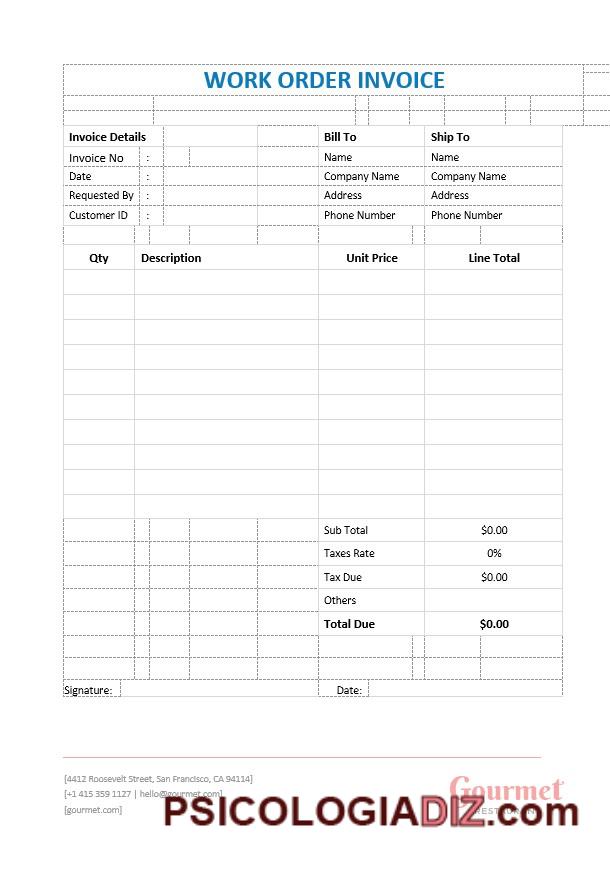 WORK ORDER INVOICE
Invoice Details Bill To Ship To
Invoice No : Name Name
Date : Company Name Company Name
Requested By : Address Address
Customer ID : Phone Number Phone Number
Qty Description Unit Price Line Total
Sub Total $0.00
Taxes Rate 0%
Tax Due $0.00
Others
Total Due $0.00
Signature: Date:
[4412 Roosevelt Street, San Francisco, CA 94114]
[+1 415 359 1127 | hello@gourmet.com]
[gourmet.com]
Gourmet
RESTAURANT
PSICOLOGIADIZ.com